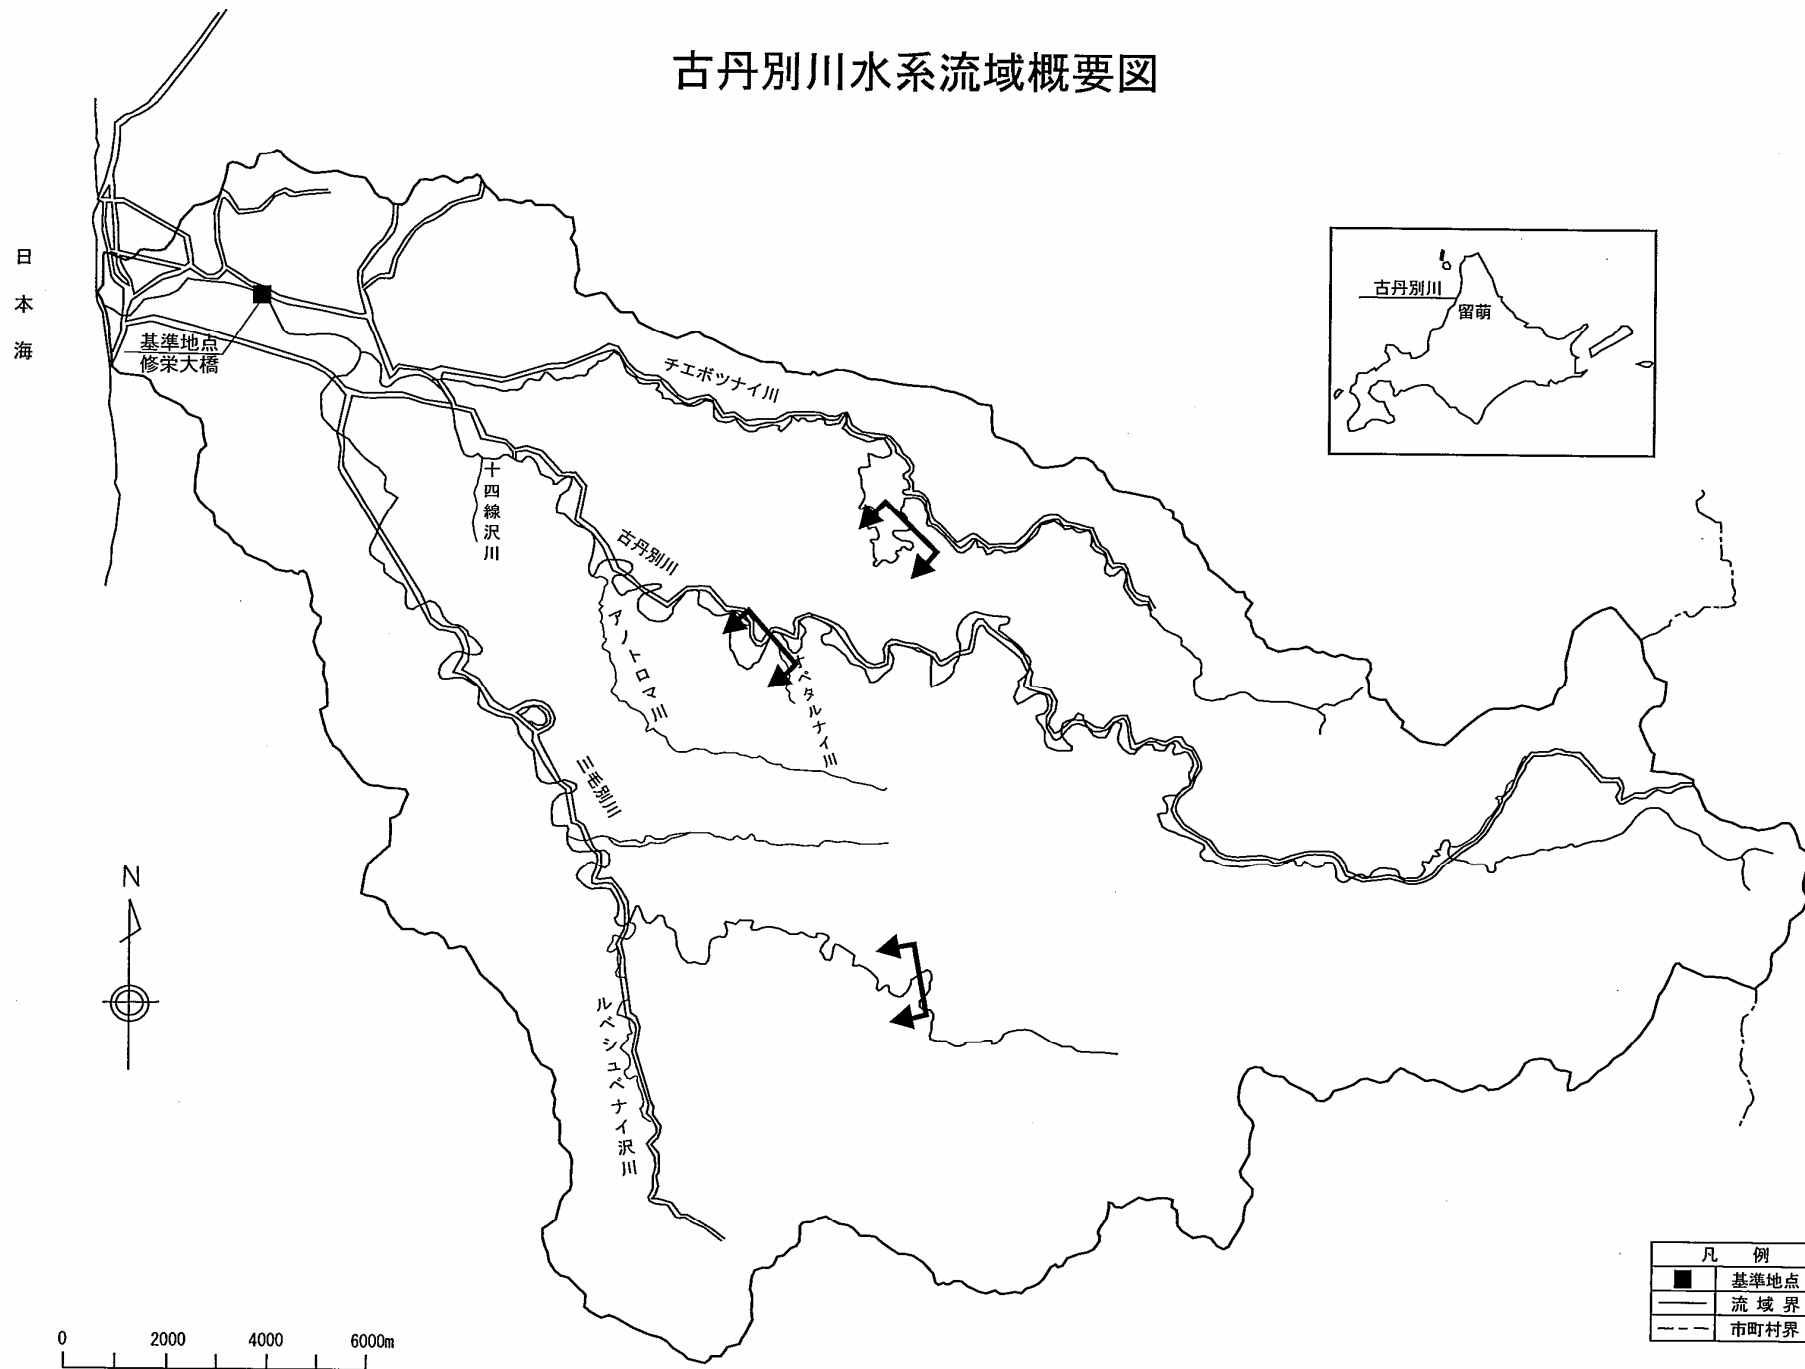 古丹別川水系流域概要図
日本海
基準地点
修栄大橋
チエボツナイ川
古丹別川
留萌
十四線沢川
古丹別川
アノトロマ川
オペタルナイ川
三毛別川
ルベシュベナイ沢川
N
0 2000 4000 6000m
凡例
基準地点
流域界
市町村界